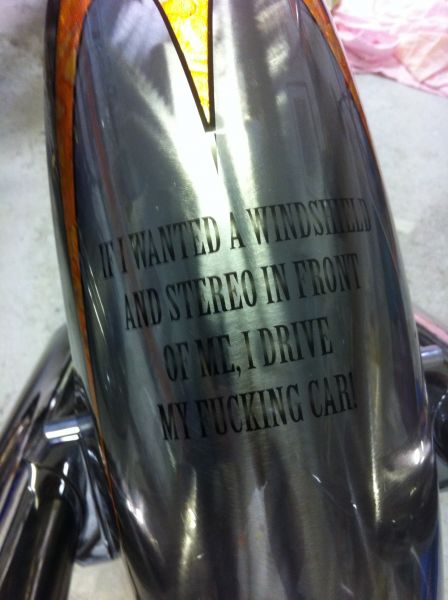 IF I WANTED A WINDSHIELD
AND STEREO IN FRONT
OF ME, I DRIVE
MY FUCKING CAR!